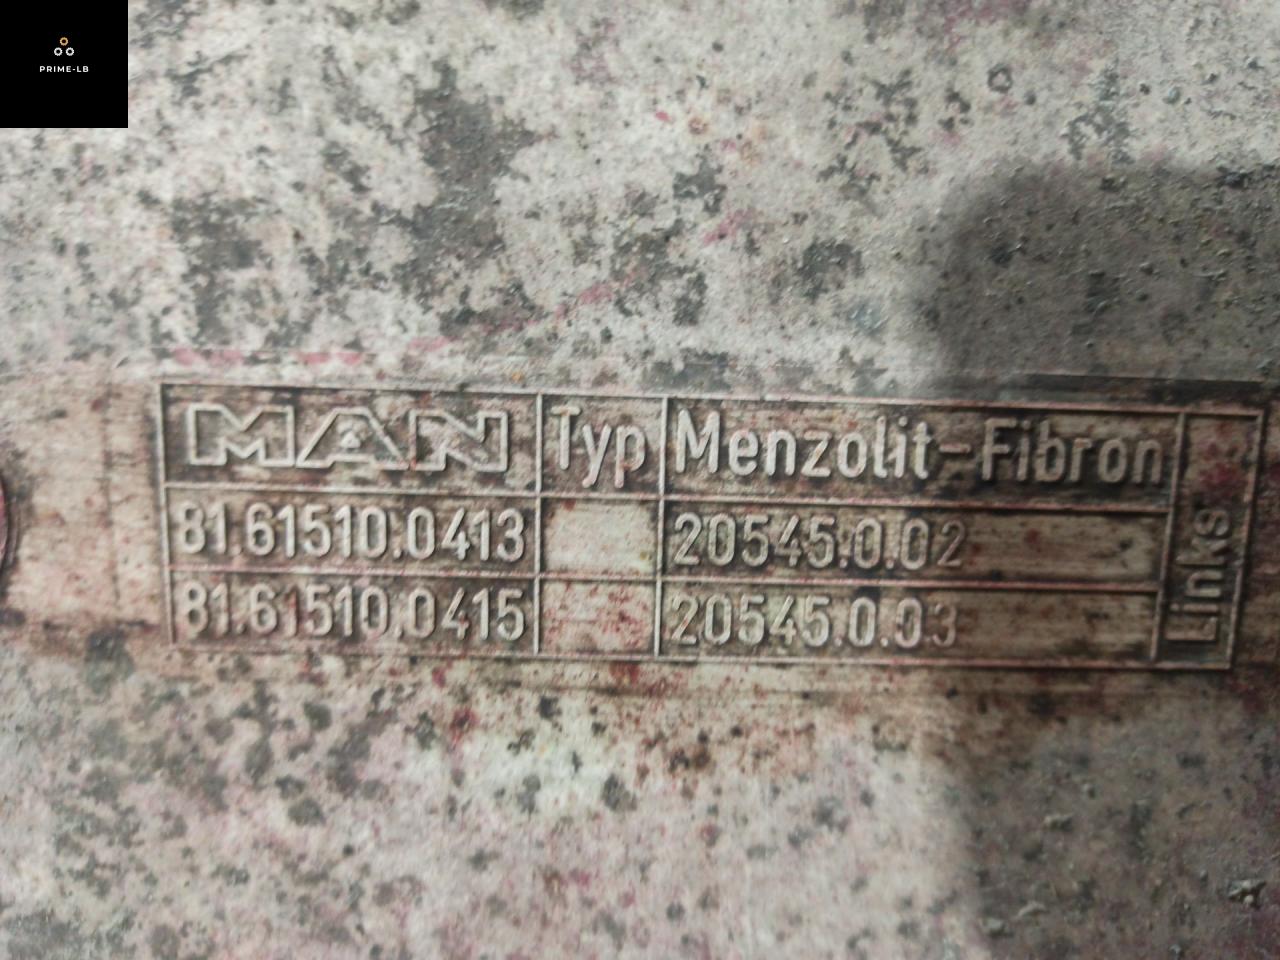 PRIME-LB
MAN Typ Menzolit-Fibron
81.61510.0413 20545.0.02
81.61510.0415 20545.0.03
Links